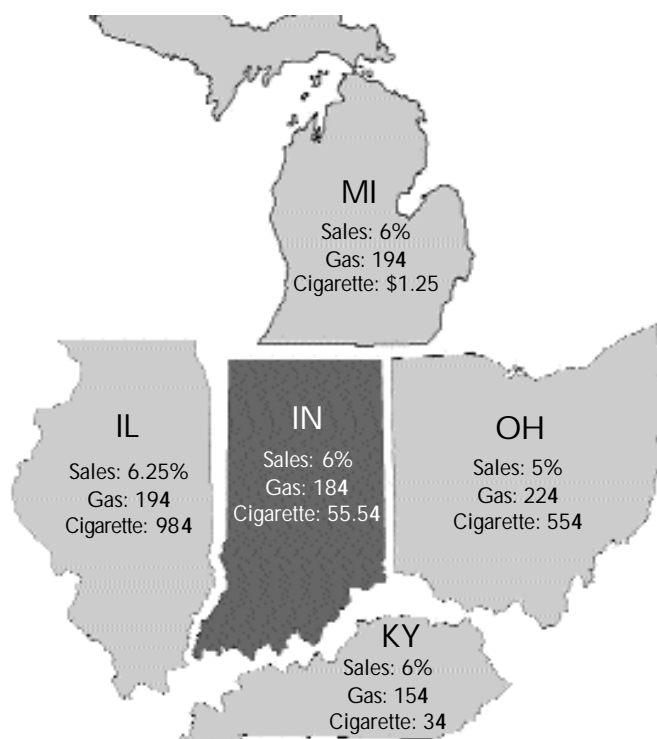 MI
Sales: 6%
Gas: 194
Cigarette: $1.25
IL
Sales: 6.25%
Gas: 194
Cigarette: 984
IN
Sales: 6%
Gas: 184
Cigarette: 55.54
OH
Sales: 5%
Gas: 224
Cigarette: 554
KY
Sales: 6%
Gas: 154
Cigarette: 34